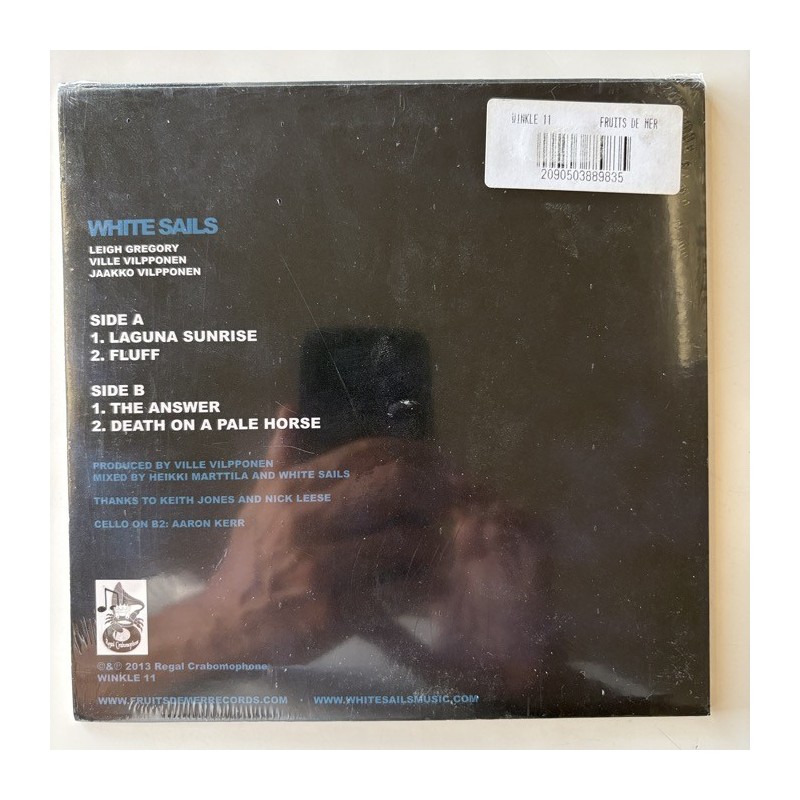 WINKLE 11 FRUITS DE MER
2090503889835
WHITE SAILS
LEIGH GREGORY
VILLE VILPPONEN
JAAKKO VILPPONEN
SIDE A
1. LAGUNA SUNRISE
2. FLUFF
SIDE B
1. THE ANSWER
2. DEATH ON A PALE HORSE
PRODUCED BY VILLE VILPPONEN
MIXED BY HEIKKI MARTTILA AND WHITE SAILS
THANKS TO KEITH JONES AND NICK LEESE
CELLO ON B2: AARON KERR
Regal Crabomophone
©&℗ 2013 Regal Crabomophone
WINKLE 11
WWW.FRUITSDEMERRECORDS.COM WWW.WHITESAILSMUSIC.COM